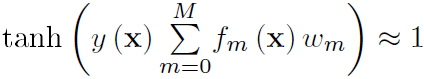 tanh ( y (x) M ∑ m=0 f_m (x) w_m ) ≈ 1